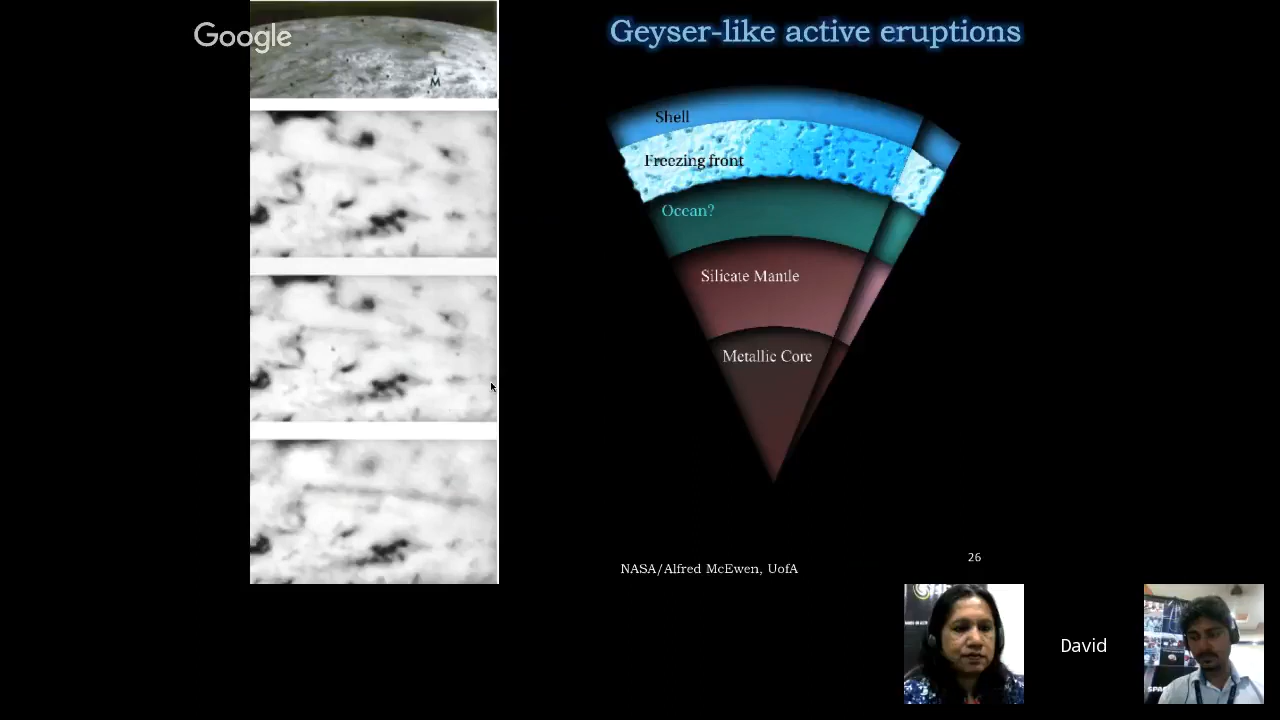 Google
Geyser-like active eruptions
M
Shell
Freezing front
Ocean?
Silicate Mantle
Metallic Core
26
NASA/Alfred McEwen, UofA
David